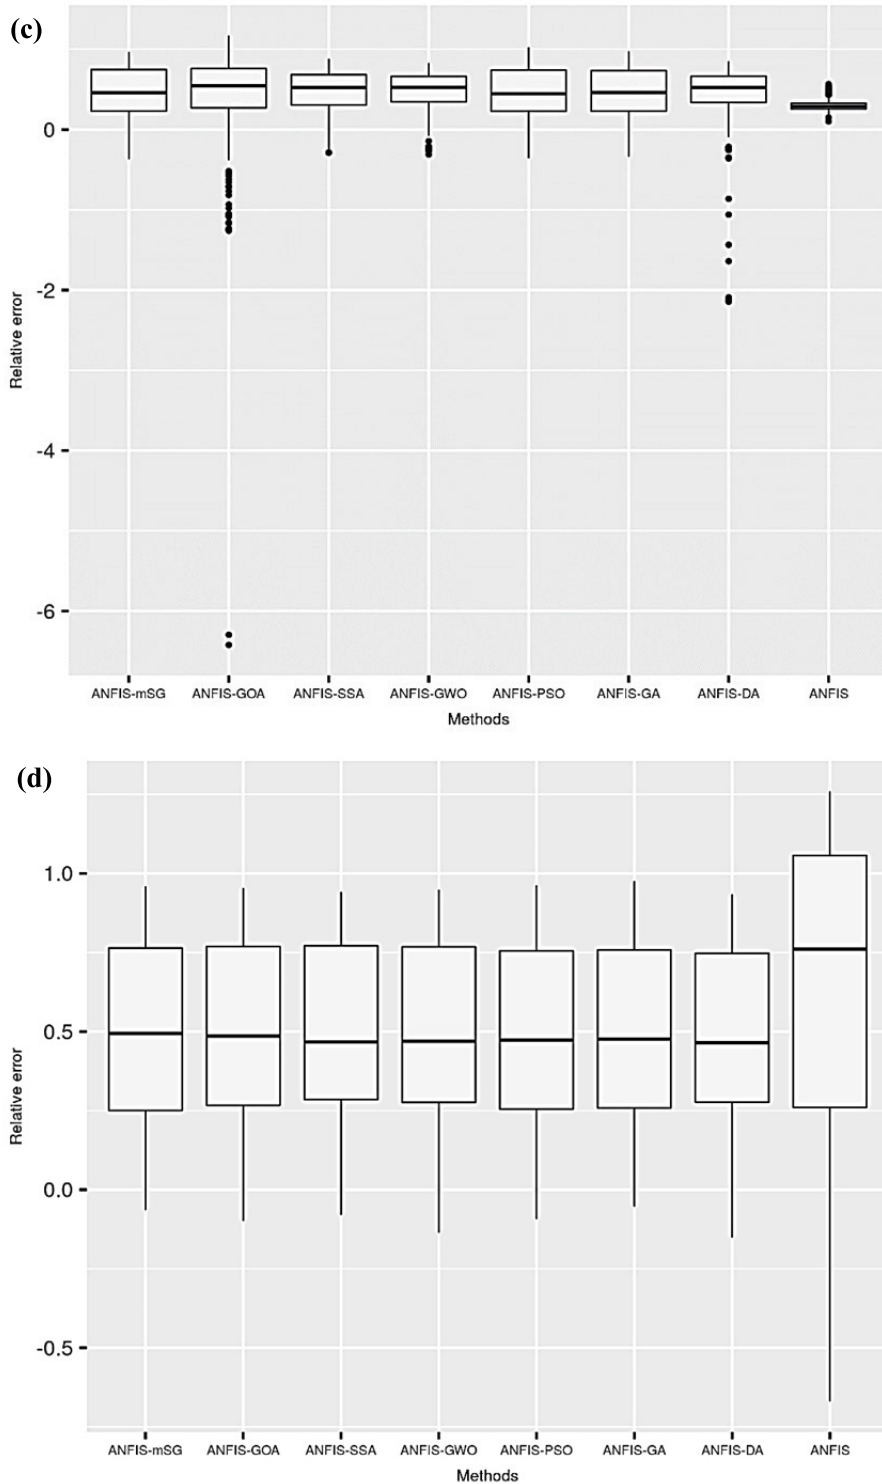 (c)
0
-2
-4
-6
Relative error
ANFIS-mSG ANFIS-GOA ANFIS-SSA ANFIS-GWO ANFIS-PSO ANFIS-GA ANFIS-DA ANFIS
Methods
(d)
1.0
0.5
0.0
-0.5
Relative error
ANFIS-mSG ANFIS-GOA ANFIS-SSA ANFIS-GWO ANFIS-PSO ANFIS-GA ANFIS-DA ANFIS
Methods